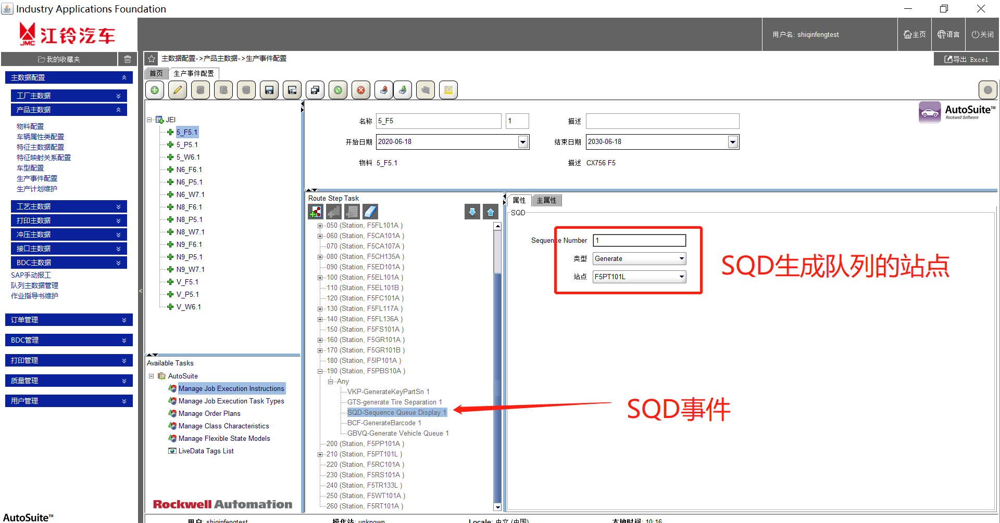 Industry Applications Foundation
JMC 江铃汽车
用户名: shiqinfengtest
主页
语言
关闭
我的收藏夹
主数据配置->产品主数据->生产事件配置
导出 Excel
首页
生产事件配置
主数据配置
工厂主数据
产品主数据
物料配置
车辆属性类配置
特征主数据配置
特征映射关系配置
车型配置
生产事件配置
生产计划维护
工艺主数据
打印主数据
冲压主数据
接口主数据
BDC主数据
SAP手动报工
队列主数据管理
作业指导书维护
订单管理
BDC管理
打印管理
质量管理
用户管理
AutoSuite™
JEI
5_F5.1
5_P5.1
5_W6.1
N6_F6.1
N6_P5.1
N6_W7.1
N8_F6.1
N8_P5.1
N8_W7.1
N9_F6.1
N9_P5.1
N9_W7.1
V_F5.1
V_P5.1
V_W6.1
Available Tasks
AutoSuite
Manage Job Execution Instructions
Manage Job Execution Task Types
Manage Order Plans
Manage Class Characteristics
Manage Flexible State Models
LiveData Tags List
Rockwell Automation
名称 5_F5 1 描述
开始日期 2020-06-18 结束日期 2030-06-18
物料 5_F5.1 描述 CX756 F5
AutoSuite™
Rockwell Software
Route Step Task
050 (Station, F5FL101A )
060 (Station, F5CA101A )
070 (Station, F5CA107A )
080 (Station, F5CH135A )
090 (Station, F5ED101A )
100 (Station, F5EL101A )
110 (Station, F5EL101B )
120 (Station, F5FC101A )
130 (Station, F5FL117A )
140 (Station, F5FL136A )
150 (Station, F5FS101A )
160 (Station, F5GR101A )
170 (Station, F5GR101B )
180 (Station, F5IP101A )
190 (Station, F5PBS10A )
Any
VKP-GenerateKeyPartSn 1
GTS-generate Tire Separation 1
SQD-Sequence Queue Display 1
BCF-GenerateBarcode 1
GBVQ-Generate Vehicle Queue 1
200 (Station, F5PP101A )
210 (Station, F5PT101L )
220 (Station, F5RC101A )
230 (Station, F5RS101A )
240 (Station, F5TR133L )
250 (Station, F5WT101A )
260 (Station, F5RT101A )
属性
主属性
SQD
Sequence Number 1
类型 Generate
站点 F5PT101L
SQD生成队列的站点
SQD事件
用户: shiqinfengtest
操作站: unknown
Locale: 中文 (中国)
本地时间: 10:16